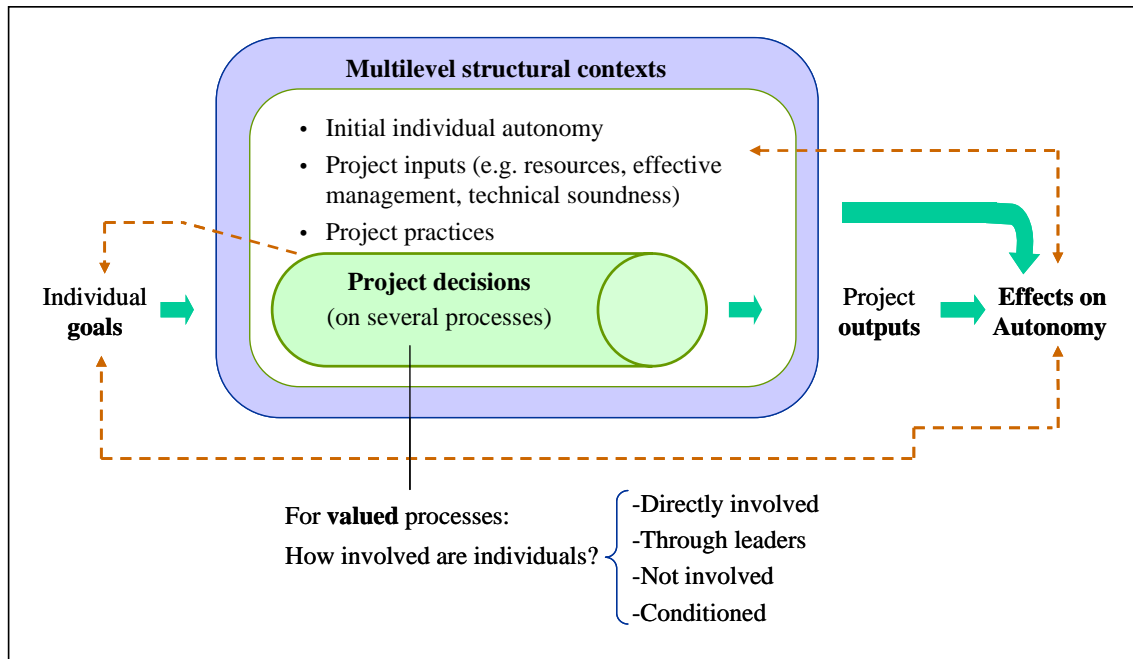 Multilevel structural contexts
• Initial individual autonomy
• Project inputs (e.g. resources, effective
management, technical soundness)
• Project practices
Project decisions
(on several processes)
Individual
goals
Project
outputs
Effects on
Autonomy
For valued processes:
How involved are individuals?
-Directly involved
-Through leaders
-Not involved
-Conditioned